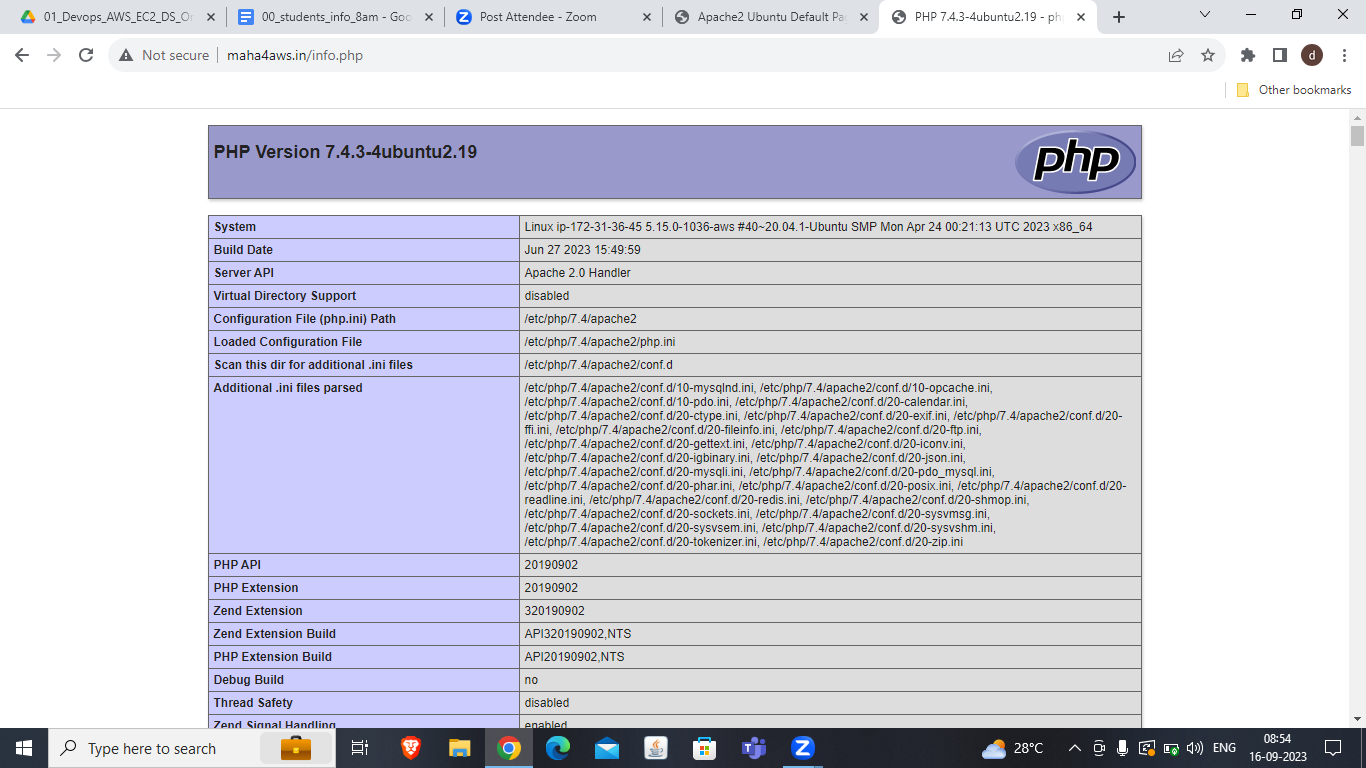 01_Devops_AWS_EC2_DS_On
00_students_info_8am - Goo
Post Attendee - Zoom
Apache2 Ubuntu Default Pa
PHP 7.4.3-4ubuntu2.19 - ph
Not secure
maha4aws.in/info.php
d
Other bookmarks
PHP Version 7.4.3-4ubuntu2.19
php
System Linux ip-172-31-36-45 5.15.0-1036-aws #40~20.04.1-Ubuntu SMP Mon Apr 24 00:21:13 UTC 2023 x86_64
Build Date Jun 27 2023 15:49:59
Server API Apache 2.0 Handler
Virtual Directory Support disabled
Configuration File (php.ini) Path /etc/php/7.4/apache2
Loaded Configuration File /etc/php/7.4/apache2/php.ini
Scan this dir for additional .ini files /etc/php/7.4/apache2/conf.d
Additional .ini files parsed /etc/php/7.4/apache2/conf.d/10-mysqlnd.ini, /etc/php/7.4/apache2/conf.d/10-opcache.ini,
/etc/php/7.4/apache2/conf.d/10-pdo.ini, /etc/php/7.4/apache2/conf.d/20-calendar.ini,
/etc/php/7.4/apache2/conf.d/20-ctype.ini, /etc/php/7.4/apache2/conf.d/20-exif.ini, /etc/php/7.4/apache2/conf.d/20-
ffi.ini, /etc/php/7.4/apache2/conf.d/20-fileinfo.ini, /etc/php/7.4/apache2/conf.d/20-ftp.ini,
/etc/php/7.4/apache2/conf.d/20-gettext.ini, /etc/php/7.4/apache2/conf.d/20-iconv.ini,
/etc/php/7.4/apache2/conf.d/20-igbinary.ini, /etc/php/7.4/apache2/conf.d/20-json.ini,
/etc/php/7.4/apache2/conf.d/20-mysqli.ini, /etc/php/7.4/apache2/conf.d/20-pdo_mysql.ini,
/etc/php/7.4/apache2/conf.d/20-phar.ini, /etc/php/7.4/apache2/conf.d/20-posix.ini, /etc/php/7.4/apache2/conf.d/20-
readline.ini, /etc/php/7.4/apache2/conf.d/20-redis.ini, /etc/php/7.4/apache2/conf.d/20-shmop.ini,
/etc/php/7.4/apache2/conf.d/20-sockets.ini, /etc/php/7.4/apache2/conf.d/20-sysvmsg.ini,
/etc/php/7.4/apache2/conf.d/20-sysvsem.ini, /etc/php/7.4/apache2/conf.d/20-sysvshm.ini,
/etc/php/7.4/apache2/conf.d/20-tokenizer.ini, /etc/php/7.4/apache2/conf.d/20-zip.ini
PHP API 20190902
PHP Extension 20190902
Zend Extension 320190902
Zend Extension Build API320190902,NTS
PHP Extension Build API20190902,NTS
Debug Build no
Thread Safety disabled
Zend Signal Handling enabled
Type here to search
28°C
ENG
08:54
16-09-2023